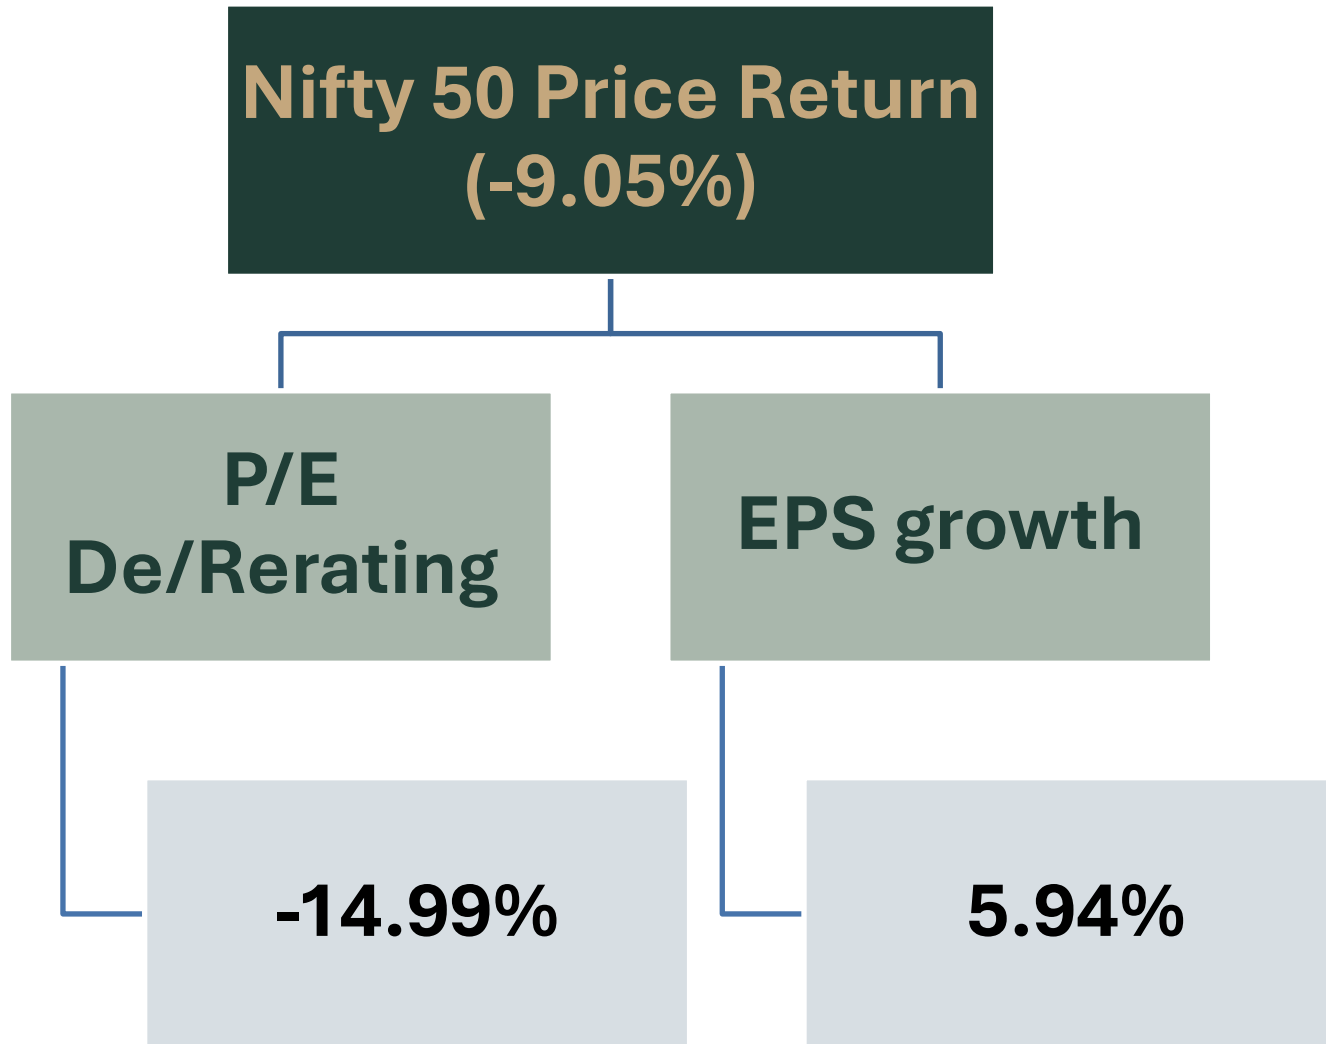 Nifty 50 Price Return
(-9.05%)
P/E
De/Rerating
EPS growth
-14.99%
5.94%